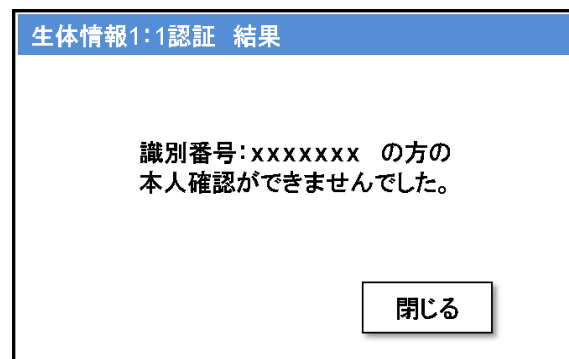 生体情報1:1認証 結果
識別番号:xxxxxxx の方の
本人確認ができませんでした。
閉じる